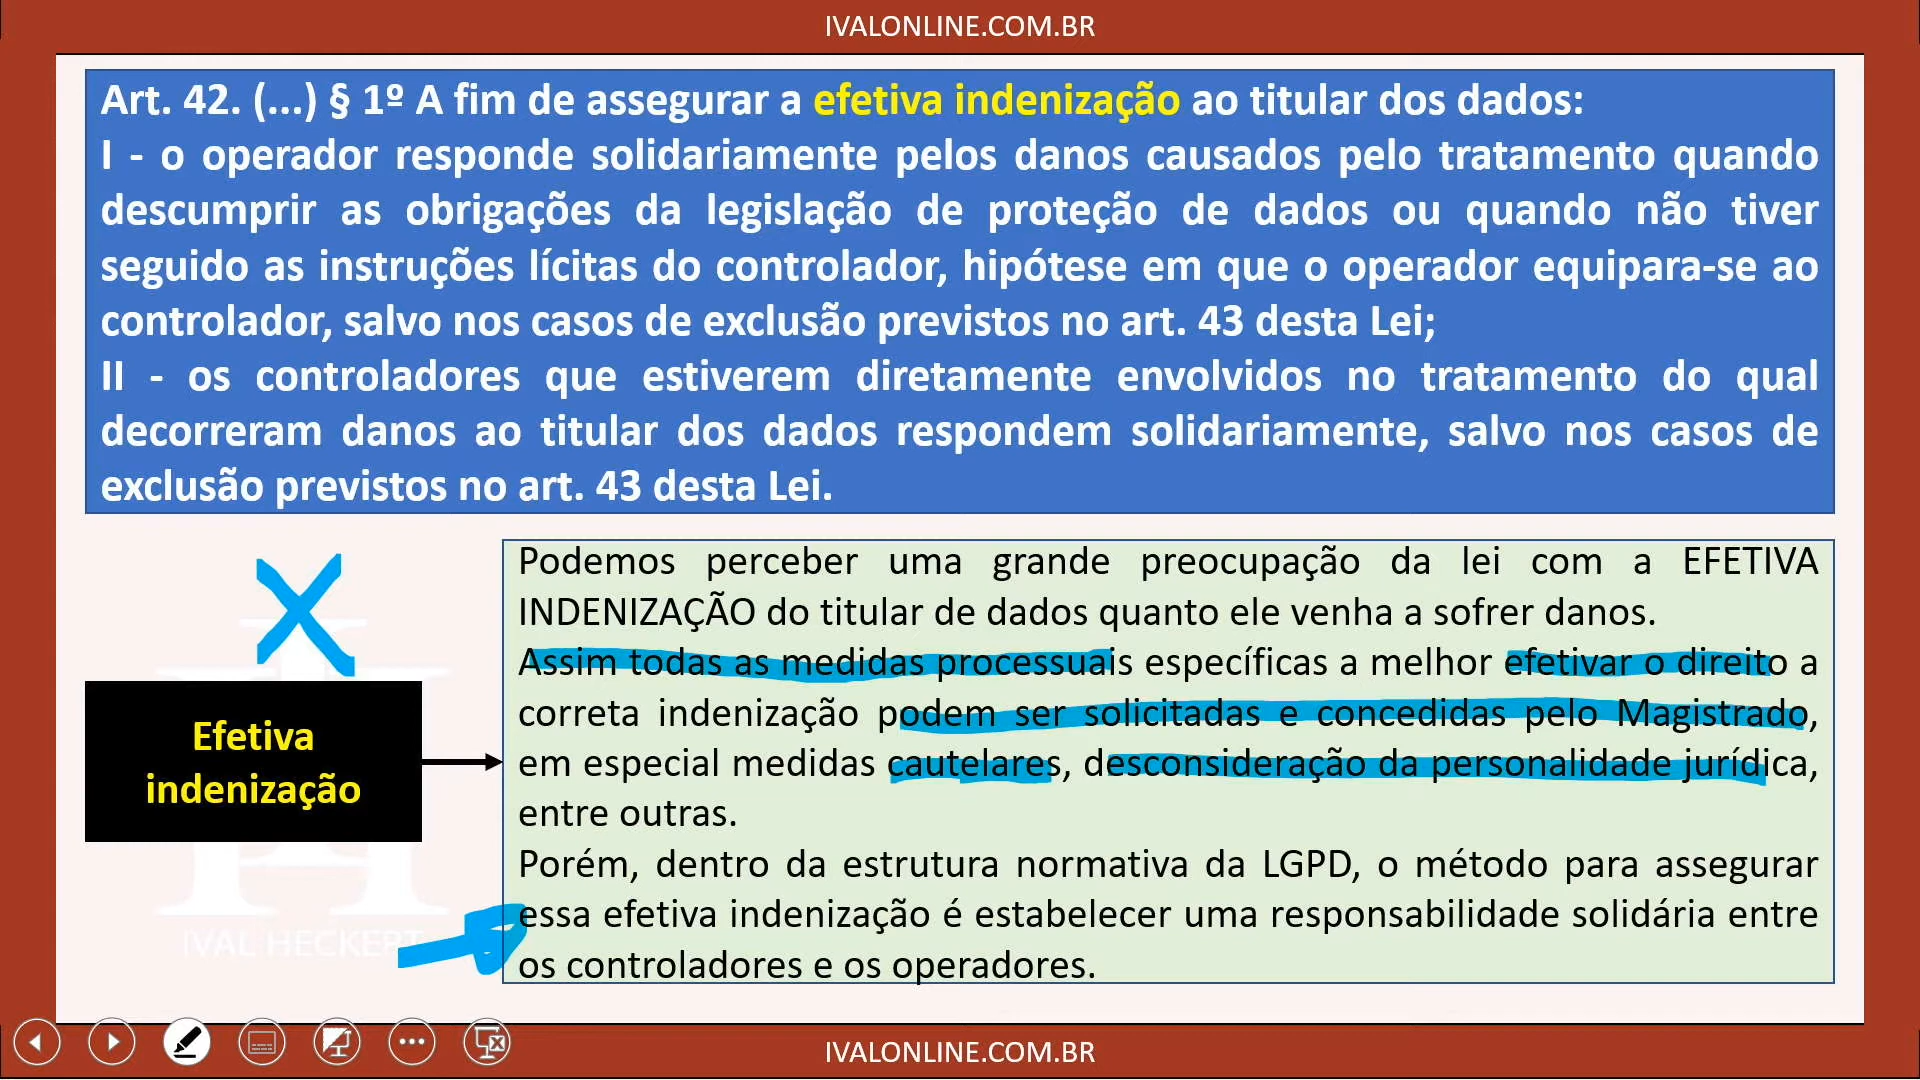 IVALONLINE.COM.BR
Art. 42. (...) § 1º A fim de assegurar a efetiva indenização ao titular dos dados:
I - o operador responde solidariamente pelos danos causados pelo tratamento quando
descumprir as obrigações da legislação de proteção de dados ou quando não tiver
seguido as instruções lícitas do controlador, hipótese em que o operador equipara-se ao
controlador, salvo nos casos de exclusão previstos no art. 43 desta Lei;
II - os controladores que estiverem diretamente envolvidos no tratamento do qual
decorreram danos ao titular dos dados respondem solidariamente, salvo nos casos de
exclusão previstos no art. 43 desta Lei.
Efetiva
indenização
Podemos perceber uma grande preocupação da lei com a EFETIVA
INDENIZAÇÃO do titular de dados quanto ele venha a sofrer danos.
Assim todas as medidas processuais específicas a melhor efetivar o direito a
correta indenização podem ser solicitadas e concedidas pelo Magistrado,
em especial medidas cautelares, desconsideração da personalidade jurídica,
entre outras.
Porém, dentro da estrutura normativa da LGPD, o método para assegurar
essa efetiva indenização é estabelecer uma responsabilidade solidária entre
os controladores e os operadores.
IVAL HECKERT
IVALONLINE.COM.BR